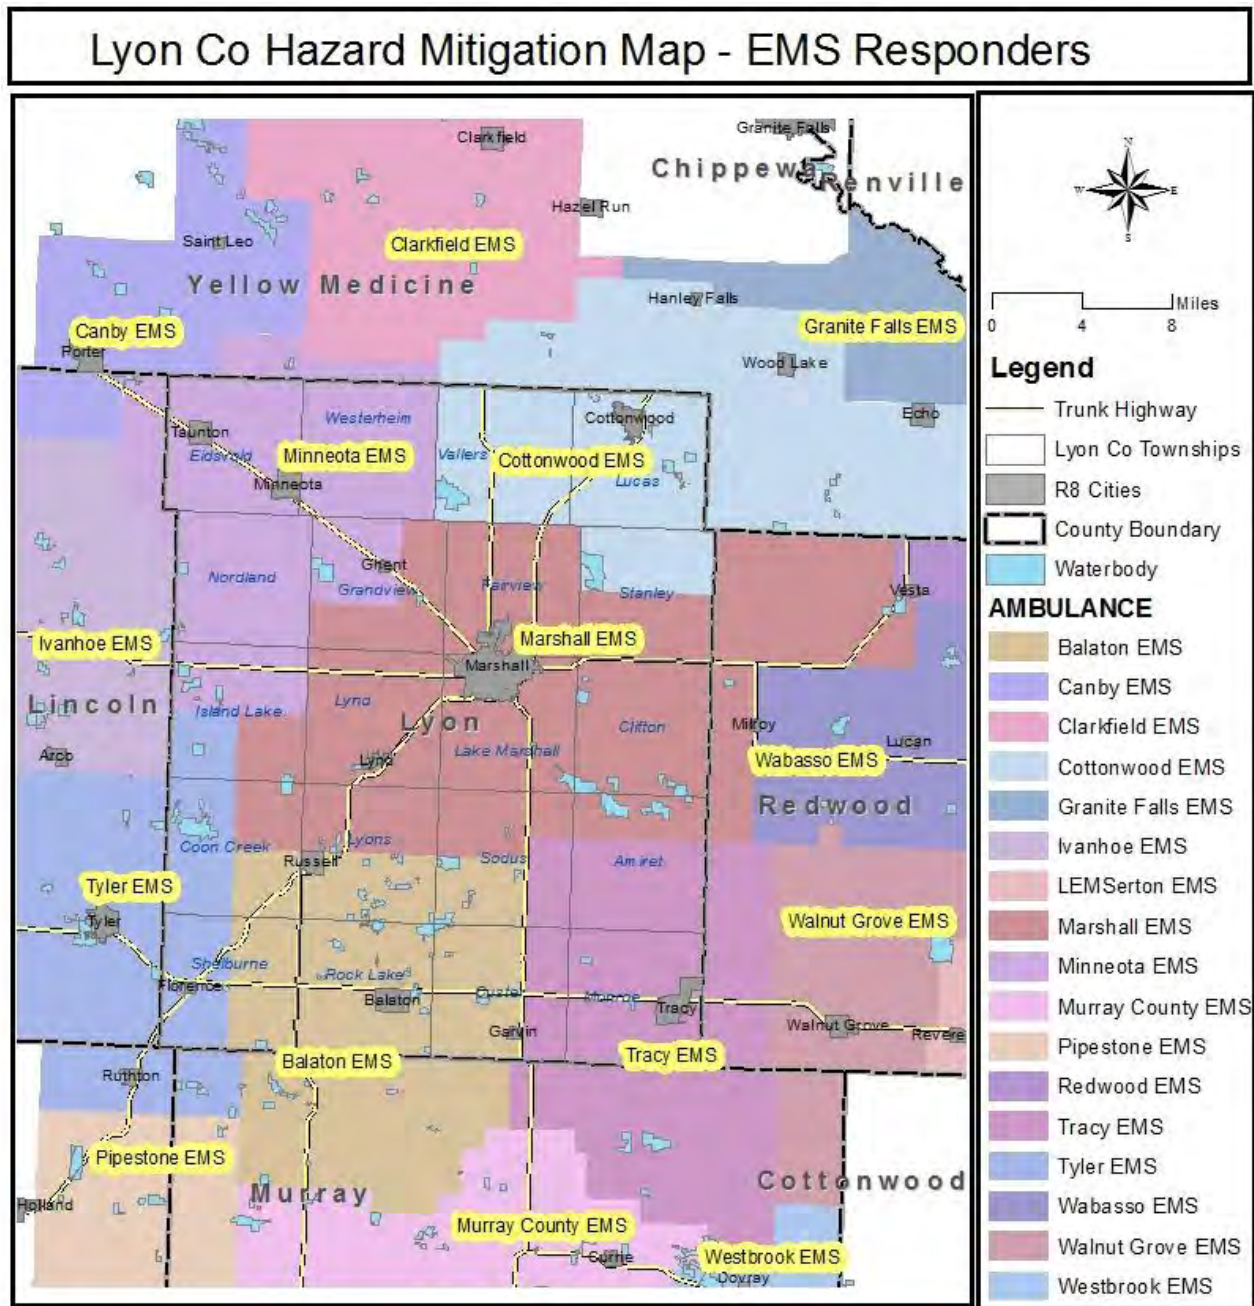 Lyon Co Hazard Mitigation Map - EMS Responders
Granite Falls
Clarkfield
Chippewa
Renville
Hazel Run
Saint Leo
Clarkfield EMS
Yellow Medicine
Hanley Falls
Canby EMS
Granite Falls EMS
Porter
Wood Lake
Westerheim
Cottonwood
Echo
Taunton
Eidsvold
Minneota EMS
Vallers
Cottonwood EMS
Minneota
Lucas
Ghent
Nordland
Grandview
Fairview
Stanley
Vesta
Ivanhoe EMS
Marshall EMS
Marshall
Lincoln
Island Lake
Lynd
Lyon
Clifton
Milroy
Lucan
Lake Marshall
Arco
Lynd
Wabasso EMS
Redwood
Coon Creek
Lyons
Russell
Sodus
Amiret
Tyler EMS
Tyler
Walnut Grove EMS
Shelburne
Rock Lake
Florence
Balaton
Custer
Monroe
Tracy
Garvin
Walnut Grove
Revere
Balaton EMS
Tracy EMS
Ruthton
Pipestone EMS
Murray
Cottonwood
Holland
Murray County EMS
Currie
Westbrook EMS
Dovray
N
W
E
S
Miles
0 4 8
Legend
Trunk Highway
Lyon Co Townships
R8 Cities
County Boundary
Waterbody
AMBULANCE
Balaton EMS
Canby EMS
Clarkfield EMS
Cottonwood EMS
Granite Falls EMS
Ivanhoe EMS
LEMSerton EMS
Marshall EMS
Minneota EMS
Murray County EMS
Pipestone EMS
Redwood EMS
Tracy EMS
Tyler EMS
Wabasso EMS
Walnut Grove EMS
Westbrook EMS